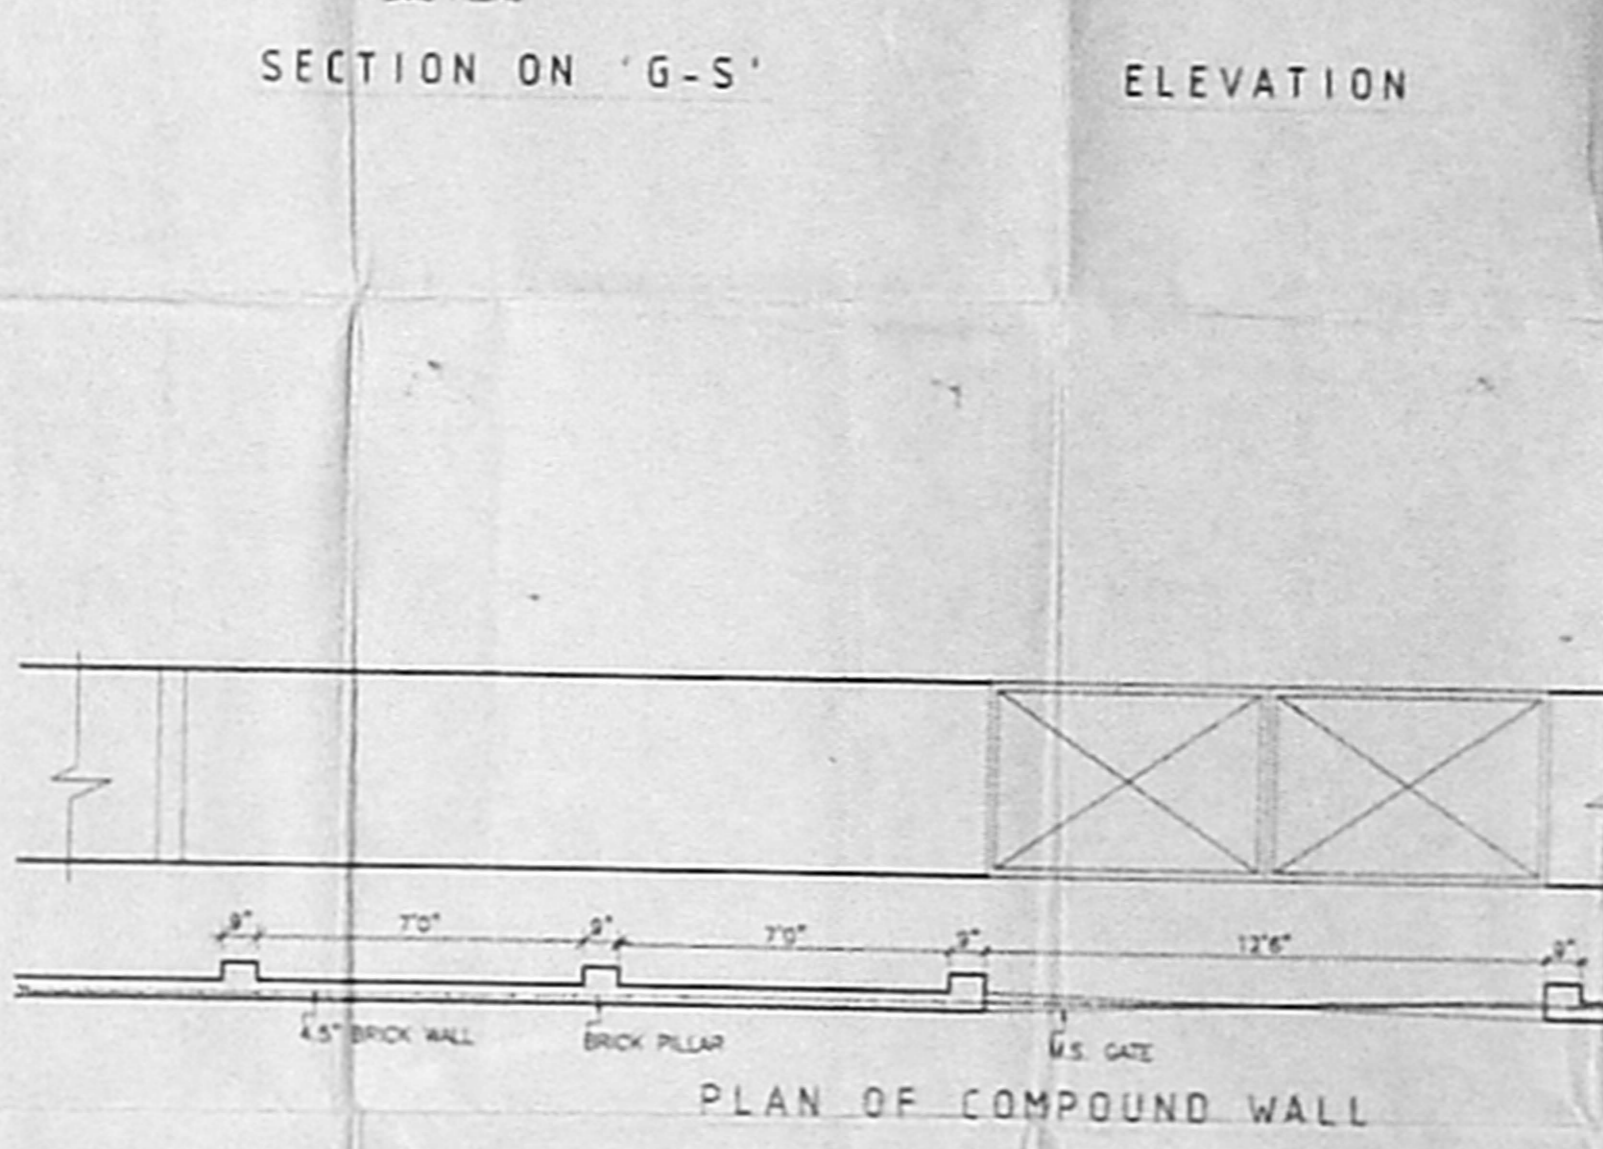 SECTION ON 'G-S'
ELEVATION
9" 7'0" 9" 7'0" 9" 12'6" 9"
4.5" BRICK WALL
BRICK PILLAR
M.S. GATE
PLAN OF COMPOUND WALL